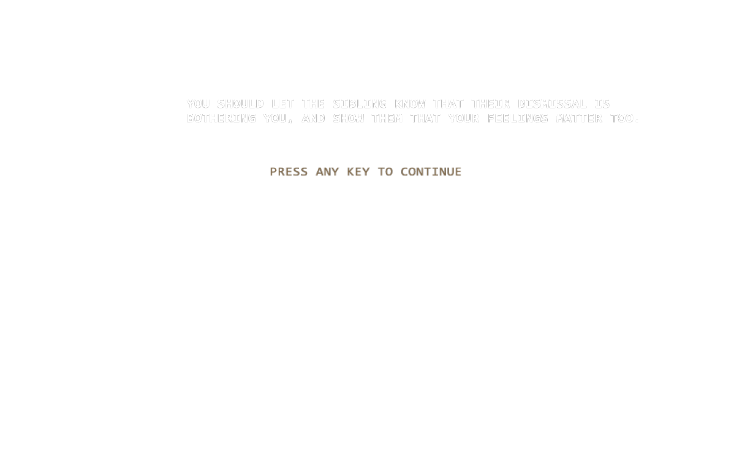 YOU SHOULD LET THE SIBLING KNOW THAT THEIR DISMISSAL IS
BOTHERING YOU, AND SHOW THEM THAT YOUR FEELINGS MATTER TOO.
PRESS ANY KEY TO CONTINUE